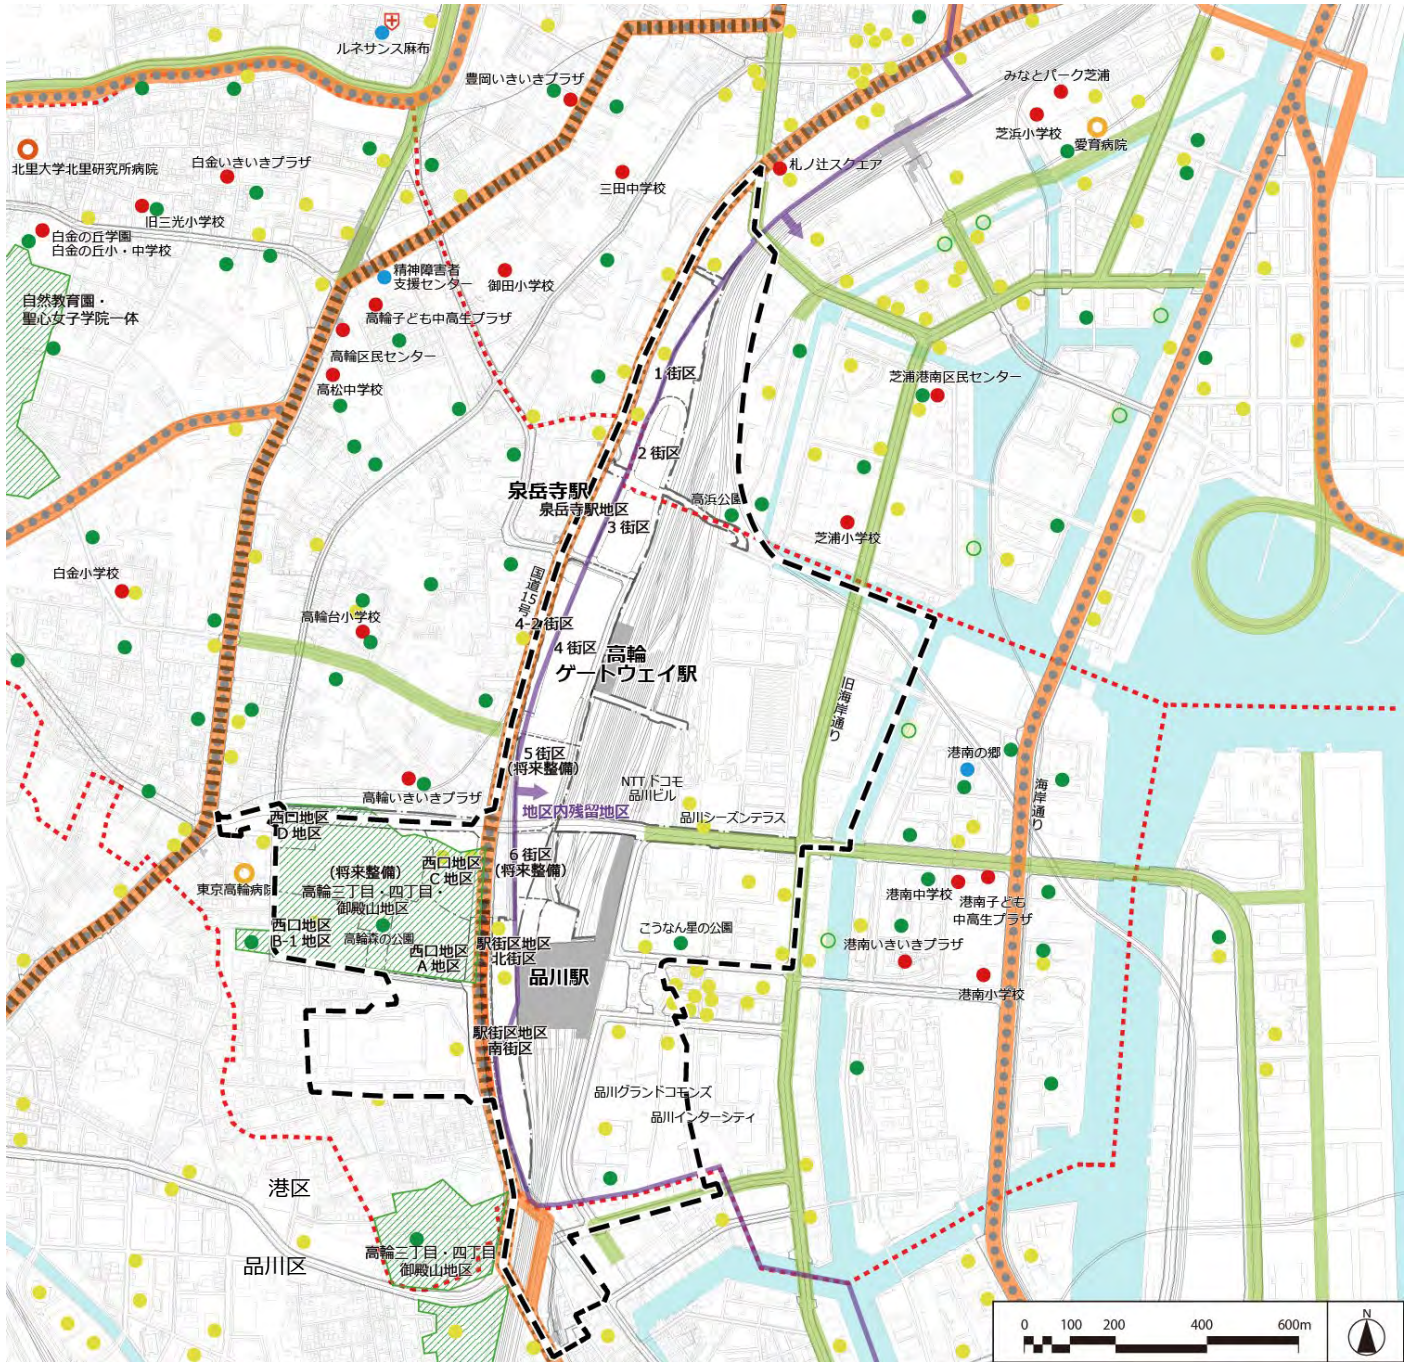 ルネサンス麻布
豊岡いきいきプラザ
みなとパーク芝浦
芝浜小学校
愛育病院
北里大学北里研究所病院
白金いきいきプラザ
札ノ辻スクエア
三田中学校
旧三光小学校
白金の丘学園
白金の丘小・中学校
精神障害者
支援センター
御田小学校
自然教育園・
聖心女子学院一体
高輪子ども中高生プラザ
高輪区民センター
高松中学校
1街区
芝浦港南区民センター
2街区
泉岳寺駅
泉岳寺駅地区
3街区
高浜公園
芝浦小学校
白金小学校
高輪台小学校
国道15号
4-2街区
4街区
高輪
ゲートウェイ駅
旧海岸通り
港南の郷
海岸通り
5街区
(将来整備)
NTTドコモ
品川ビル
高輪いきいきプラザ
地区内残留地区
品川シーズンテラス
西口地区
D地区
6街区
(将来整備)
西口地区
C地区
(将来整備)
高輪三丁目・四丁目・
御殿山地区
東京高輪病院
港南中学校
港南子ども
中高生プラザ
西口地区
B-1地区
高輪森の公園
西口地区
A地区
駅街区地区
北街区
こうなん星の公園
港南いきいきプラザ
品川駅
港南小学校
駅街区地区
南街区
品川グランドコモンズ
品川インターシティ
港区
品川区
高輪三丁目・四丁目
御殿山地区
0 100 200 400 600m
N